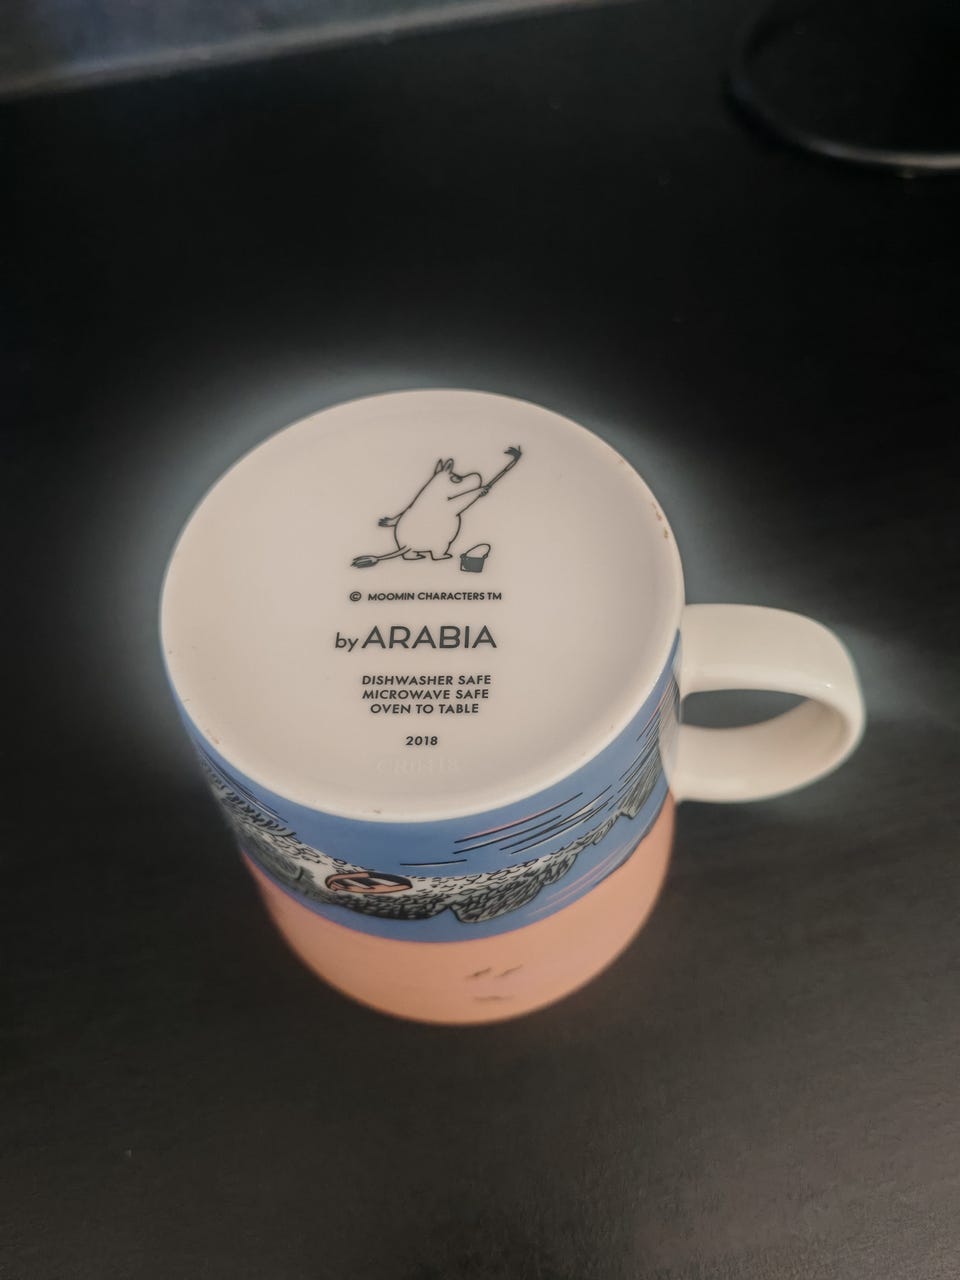 © MOOMIN CHARACTERS TM
by ARABIA
DISHWASHER SAFE
MICROWAVE SAFE
OVEN TO TABLE
2018